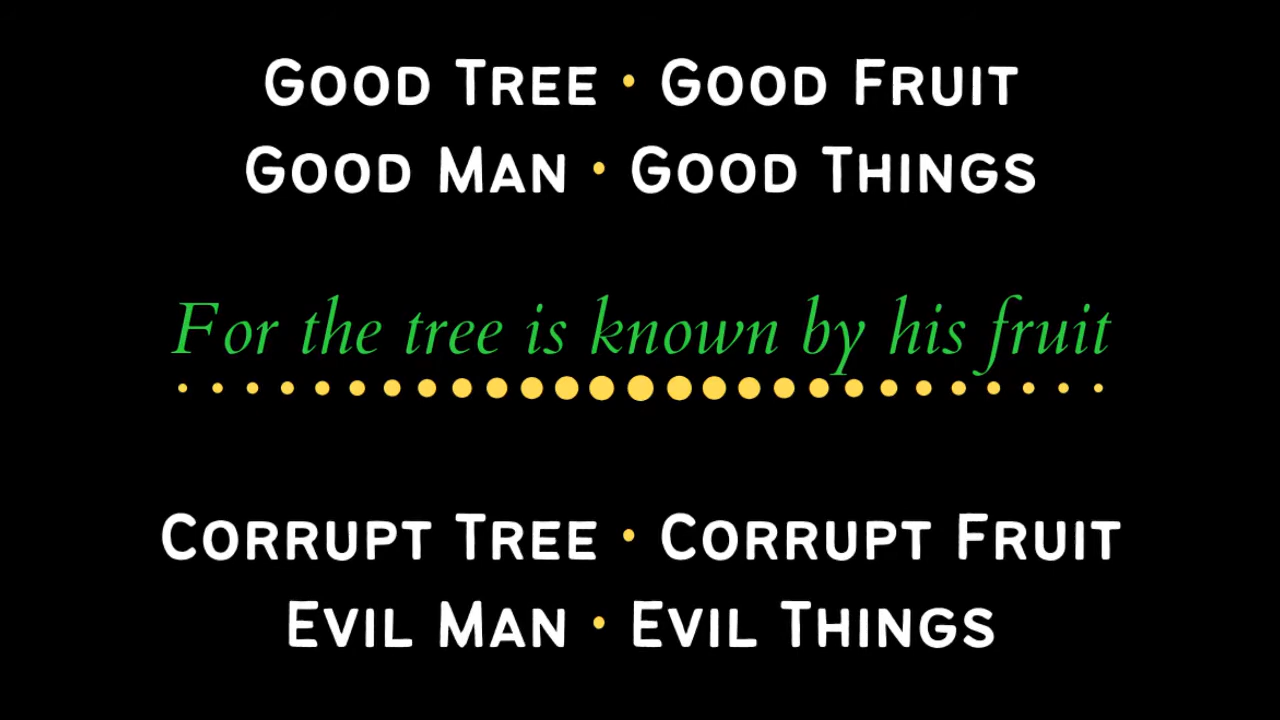 Good Tree • Good Fruit
Good Man • Good Things
For the tree is known by his fruit
Corrupt Tree • Corrupt Fruit
Evil Man • Evil Things